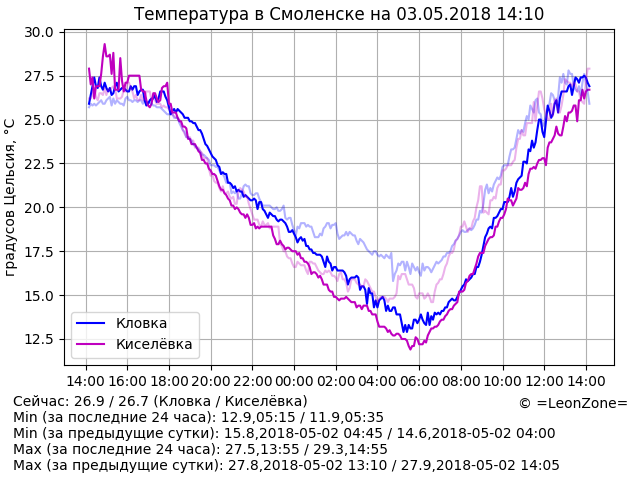 Температура в Смоленске на 03.05.2018 14:10
градусов Цельсия, °C
30.0
27.5
25.0
22.5
20.0
17.5
15.0
12.5
Кловка
Киселёвка
14:00 16:00 18:00 20:00 22:00 00:00 02:00 04:00 06:00 08:00 10:00 12:00 14:00
Сейчас: 26.9 / 26.7 (Кловка / Киселёвка)
© =LeonZone=
Min (за последние 24 часа): 12.9,05:15 / 11.9,05:35
Min (за предыдущие сутки): 15.8,2018-05-02 04:45 / 14.6,2018-05-02 04:00
Max (за последние 24 часа): 27.5,13:55 / 29.3,14:55
Max (за предыдущие сутки): 27.8,2018-05-02 13:10 / 27.9,2018-05-02 14:05